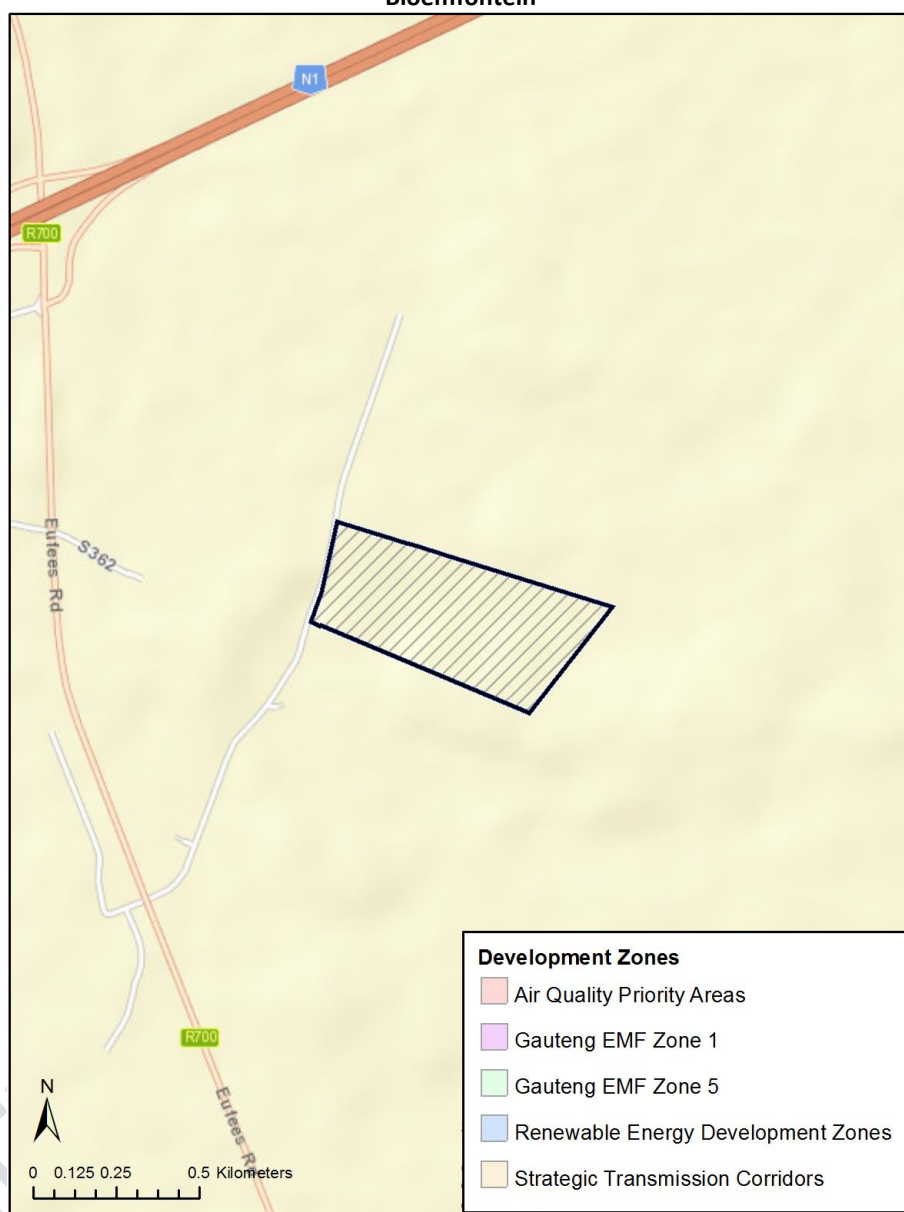 Bloemfontein
N1
R700
Eufees Rd
S362
R700
Eufees Rd
N
0 0.125 0.25 0.5 Kilometers
Development Zones
Air Quality Priority Areas
Gauteng EMF Zone 1
Gauteng EMF Zone 5
Renewable Energy Development Zones
Strategic Transmission Corridors